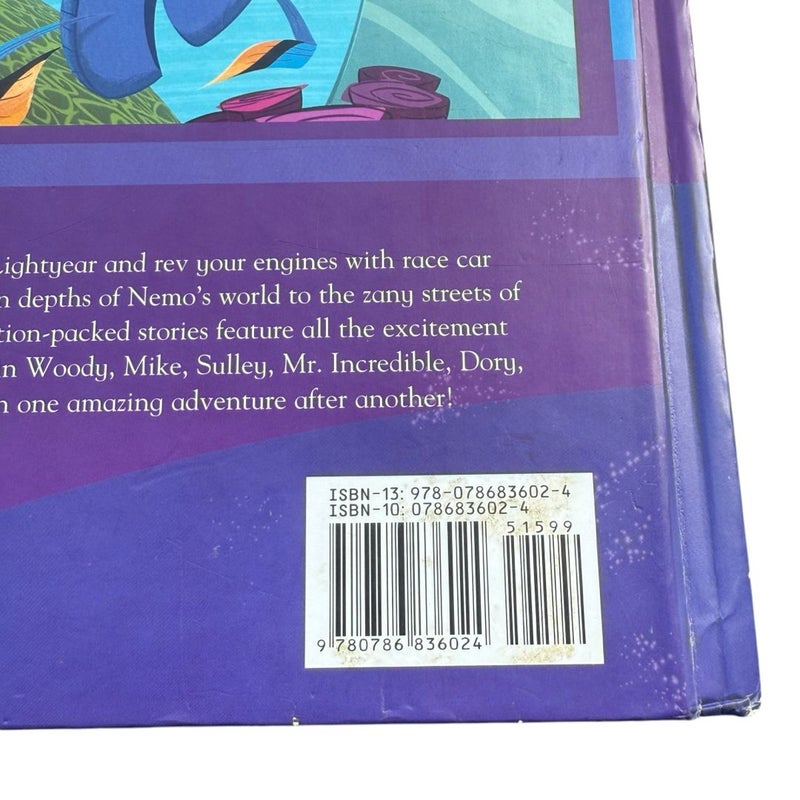 ightyear and rev your engines with race car
n depths of Nemo's world to the zany streets of
tion-packed stories feature all the excitement
n Woody, Mike, Sulley, Mr. Incredible, Dory,
n one amazing adventure after another!
ISBN-13: 978-078683602-4
ISBN-10: 078683602-4
51599
9 780786 836024